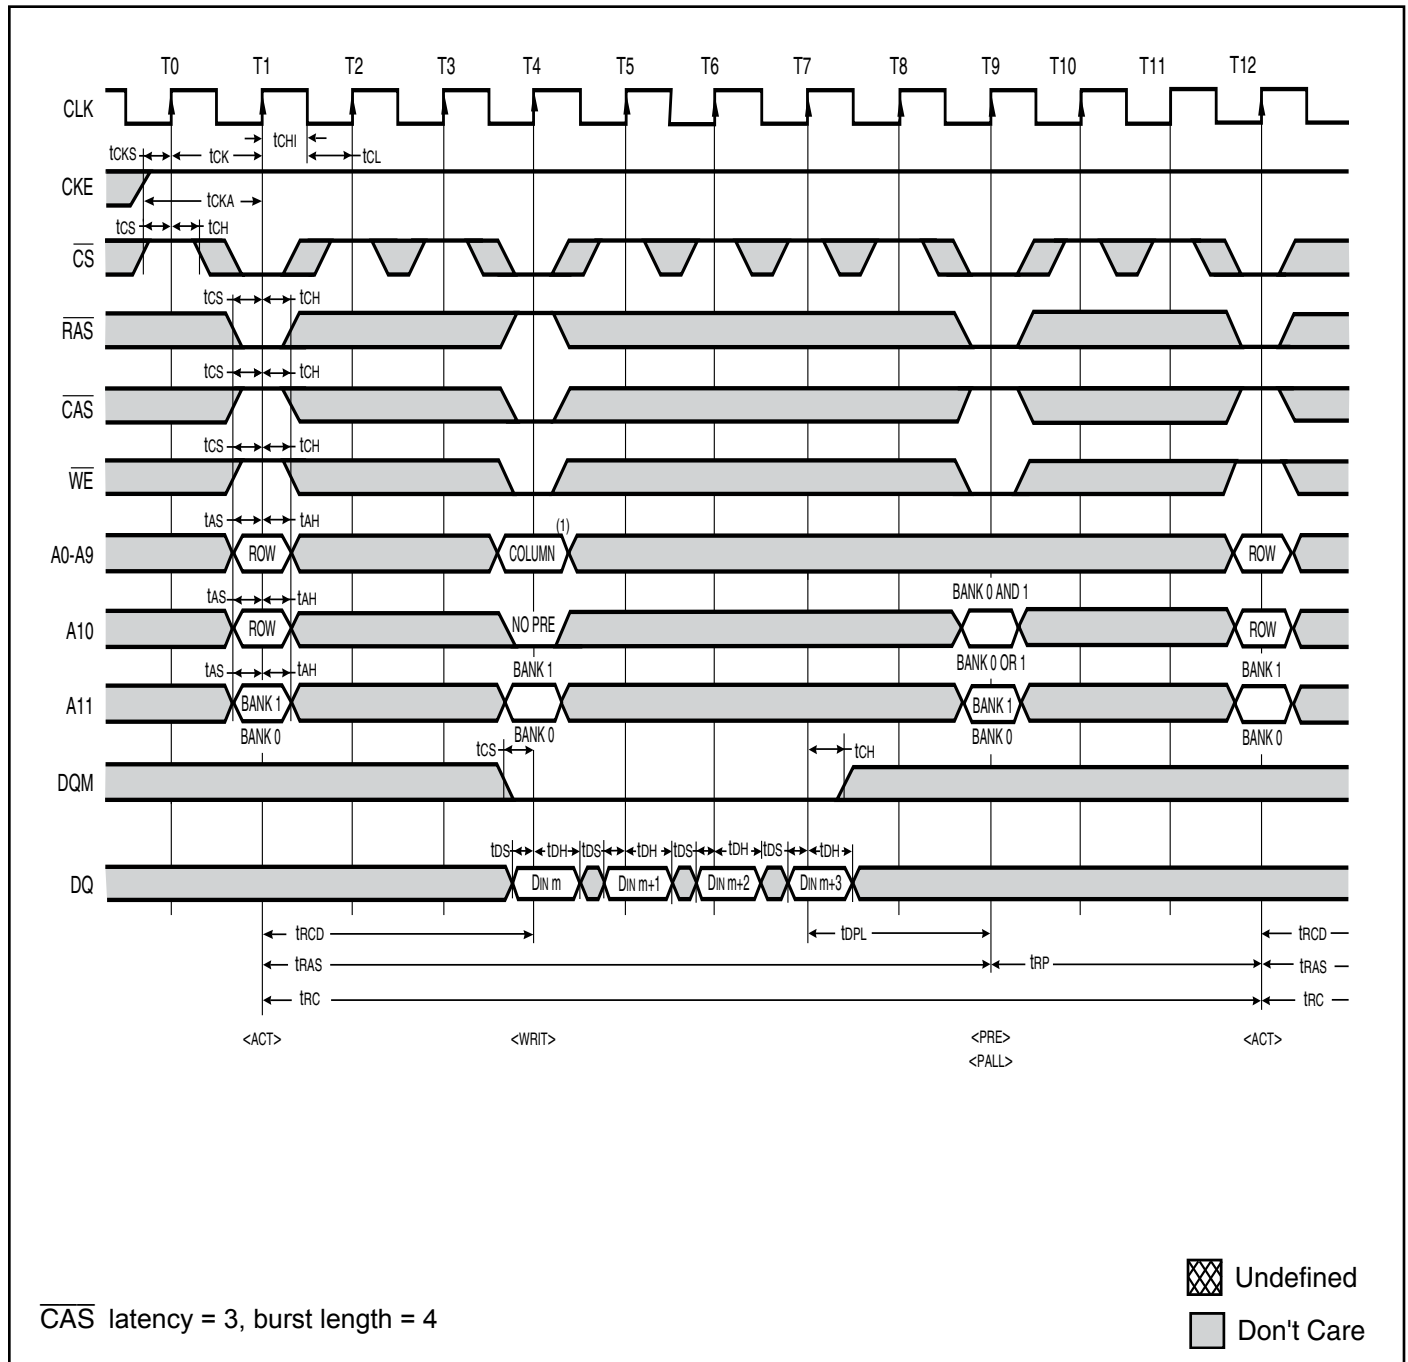 T0 T1 T2 T3 T4 T5 T6 T7 T8 T9 T10 T11 T12
CLK
tCHI
tCKS tCK tCL
CKE
tCKA
tCS tCH
CS
tCS tCH
RAS
tCS tCH
CAS
tCS tCH
WE
tAS tAH (1)
A0-A9 ROW COLUMN ROW
tAS tAH BANK 0 AND 1
A10 ROW NO PRE ROW
tAS tAH BANK 1 BANK 0 OR 1 BANK 1
A11 BANK 1 BANK 1
BANK 0 BANK 0 BANK 0 BANK 0
tCS tCH
DQM
tDS tDH tDS tDH tDS tDH tDS tDH
DQ DIN m DIN m+1 DIN m+2 DIN m+3
tRCD tDPL tRCD
tRAS tRP tRAS
tRC tRC
<ACT> <WRIT> <PRE> <ACT>
<PALL>
Undefined
CAS latency = 3, burst length = 4
Don't Care